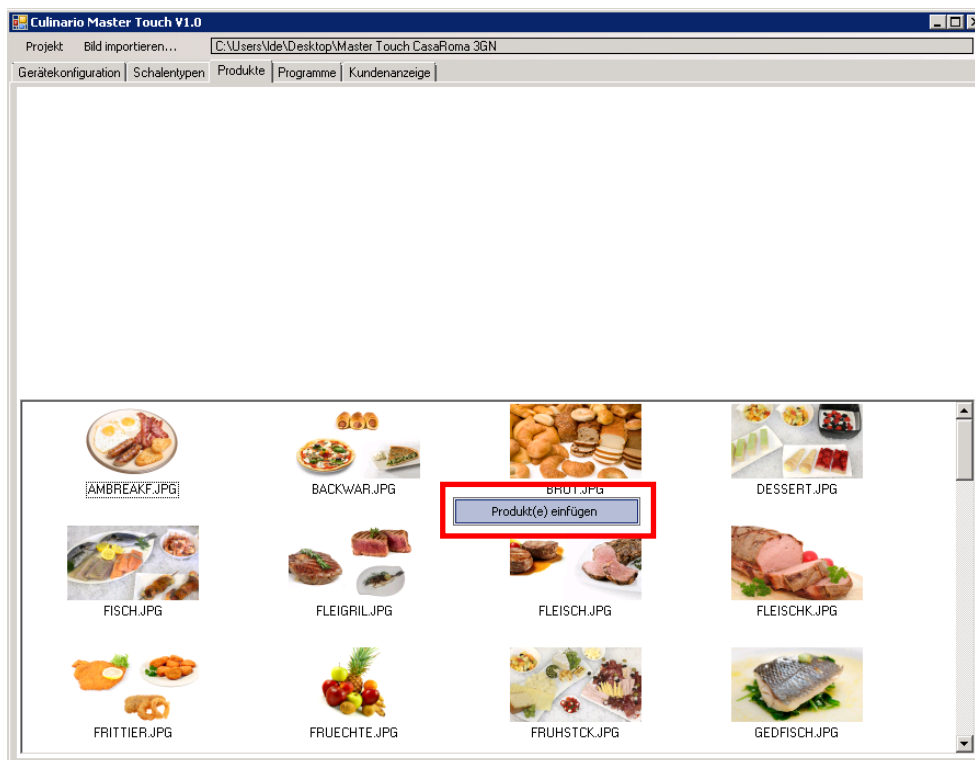 Culinario Master Touch V1.0
Projekt Bild importieren... C:\Users\lde\Desktop\Master Touch CasaRoma 3GN
Gerätekonfiguration Schalentypen Produkte Programme Kundenanzeige
AMBREAKF.JPG BACKWAR.JPG BROT.JPG DESSERT.JPG
Produkt(e) einfügen
FISCH.JPG FLEIGRIL.JPG FLEISCH.JPG FLEISCHK.JPG
FRITTIER.JPG FRUECHTE.JPG FRUHSTCK.JPG GEDFISCH.JPG